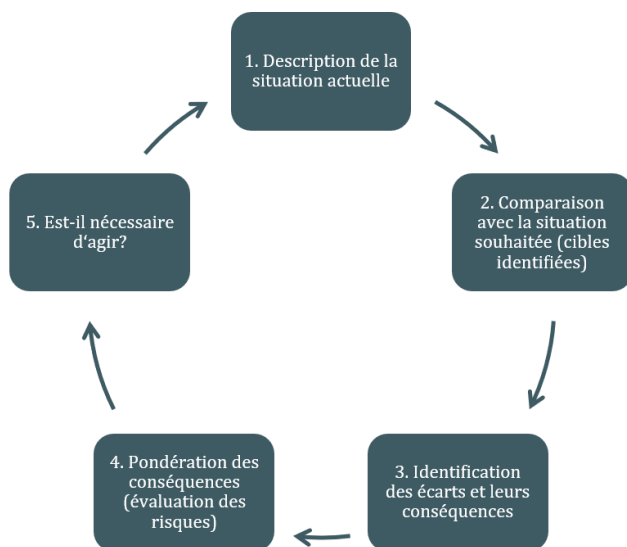 1. Description de la
situation actuelle
2. Comparaison
avec la situation
souhaitée (cibles
identifiées)
3. Identification
des écarts et leurs
conséquences
4. Pondération des
conséquences
(évaluation des
risques)
5. Est-il nécessaire
d‘agir?